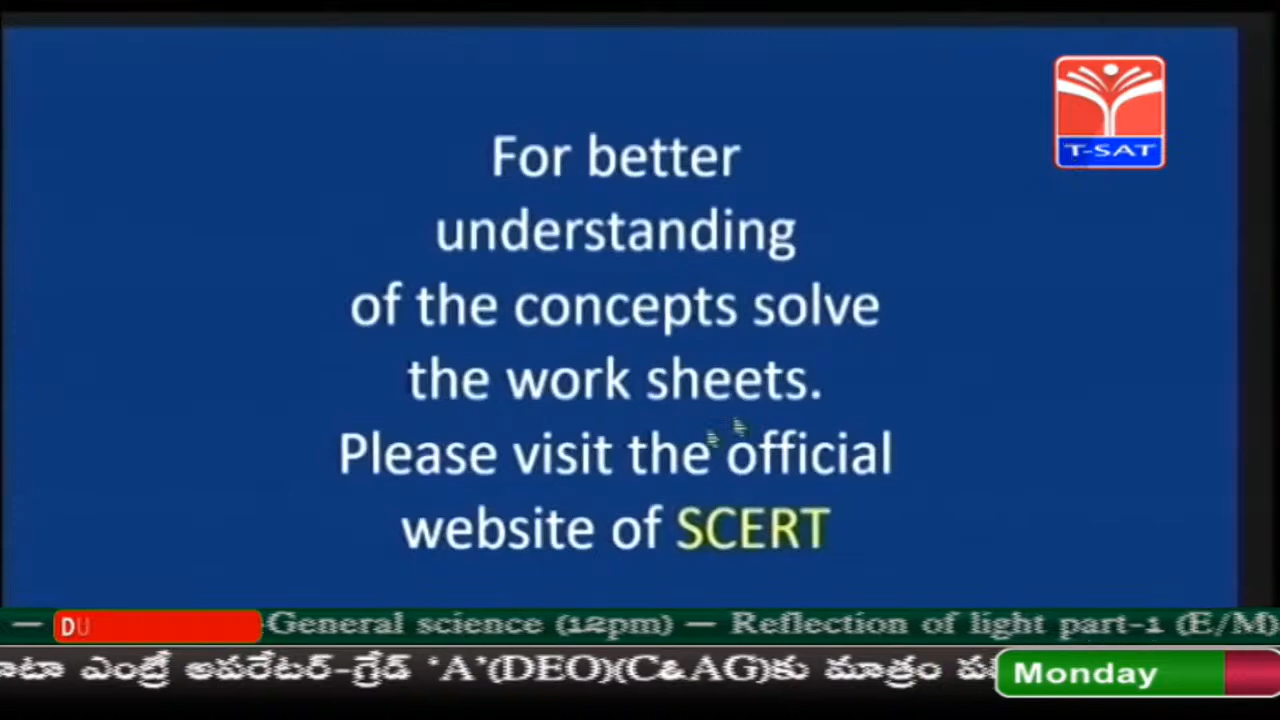 T-SAT
For better
understanding
of the concepts solve
the work sheets.
Please visit the official
website of SCERT
— DU -General science (12pm) — Reflection of light part-1 (E/M)
ఎంట్రీ అపరేటర్-గ్రేడ్ ‘A’(DEO)(C&AG)కు మాత్రం
Monday